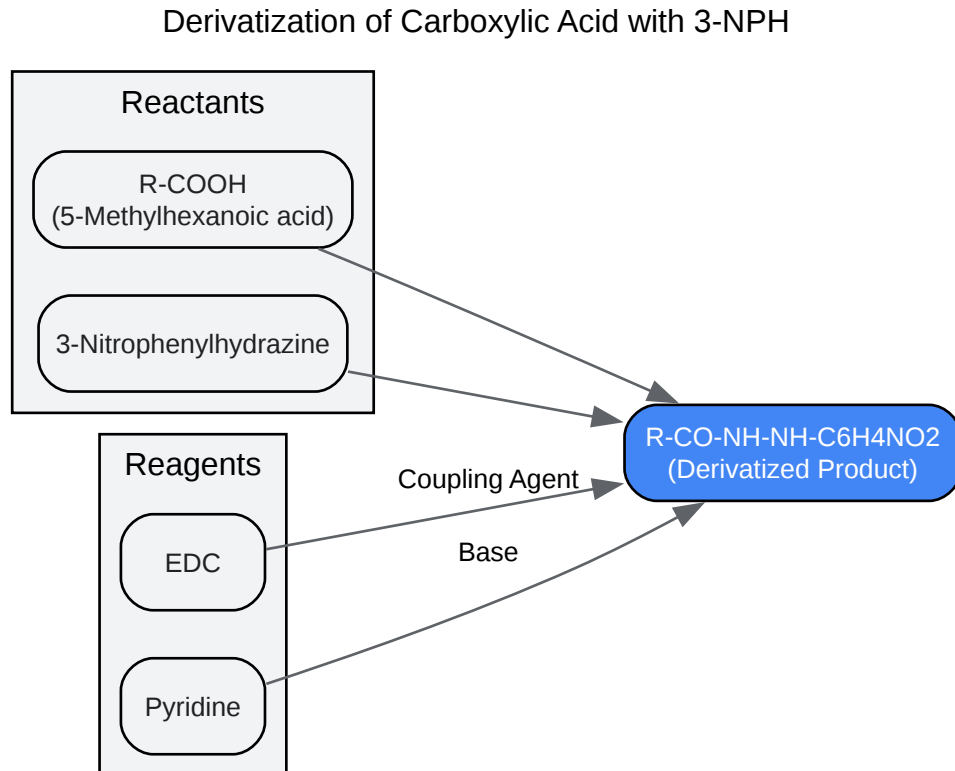 Derivatization of Carboxylic Acid with 3-NPH
Reactants
R-COOH
(5-Methylhexanoic acid)
3-Nitrophenylhydrazine
R-CO-NH-NH-C6H4NO2
(Derivatized Product)
Reagents
Coupling Agent
EDC
Base
Pyridine